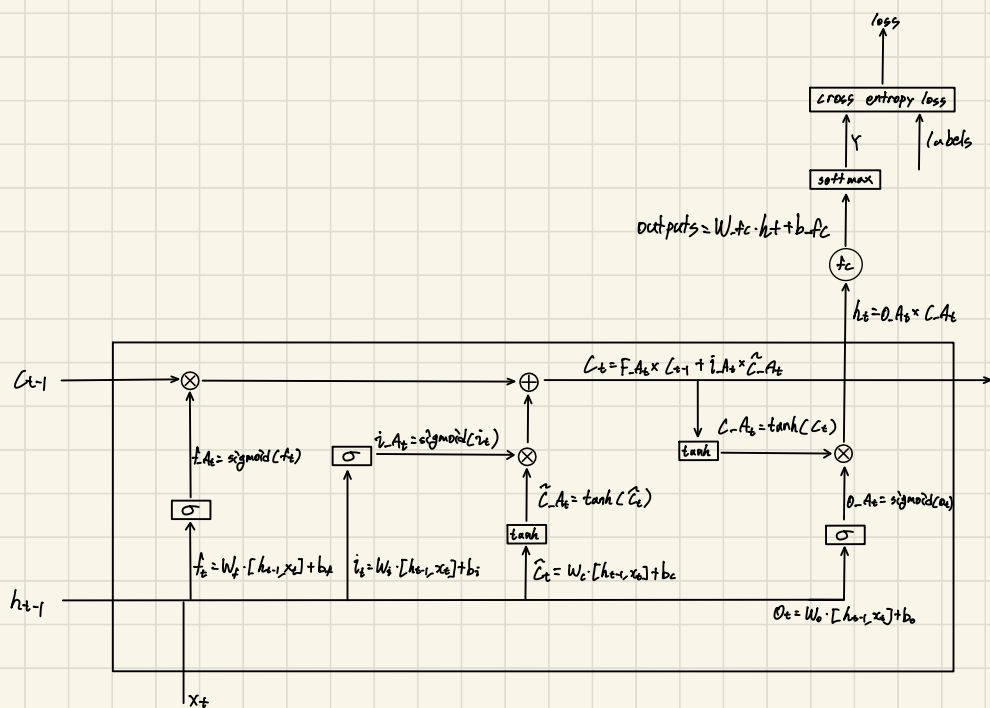 loss
cross entropy loss
Y
labels
softmax
outputs = W_fc · ht + b_fc
fc
ht = O_At × C_At
Ct-1
Ct = F_At × Ct-1 + i_At × C̃_At
C_At = tanh(Ct)
i_At = sigmoid(it)
f_At = sigmoid(ft)
σ
tanh
C̃_At = tanh(C̃t)
O_At = sigmoid(ot)
σ
tanh
σ
ft = Wf · [ht-1, xt] + bf
it = Wi · [ht-1, xt] + bi
C̃t = Wc · [ht-1, xt] + bc
ht-1
Ot = Wo · [ht-1, xt] + bo
xt